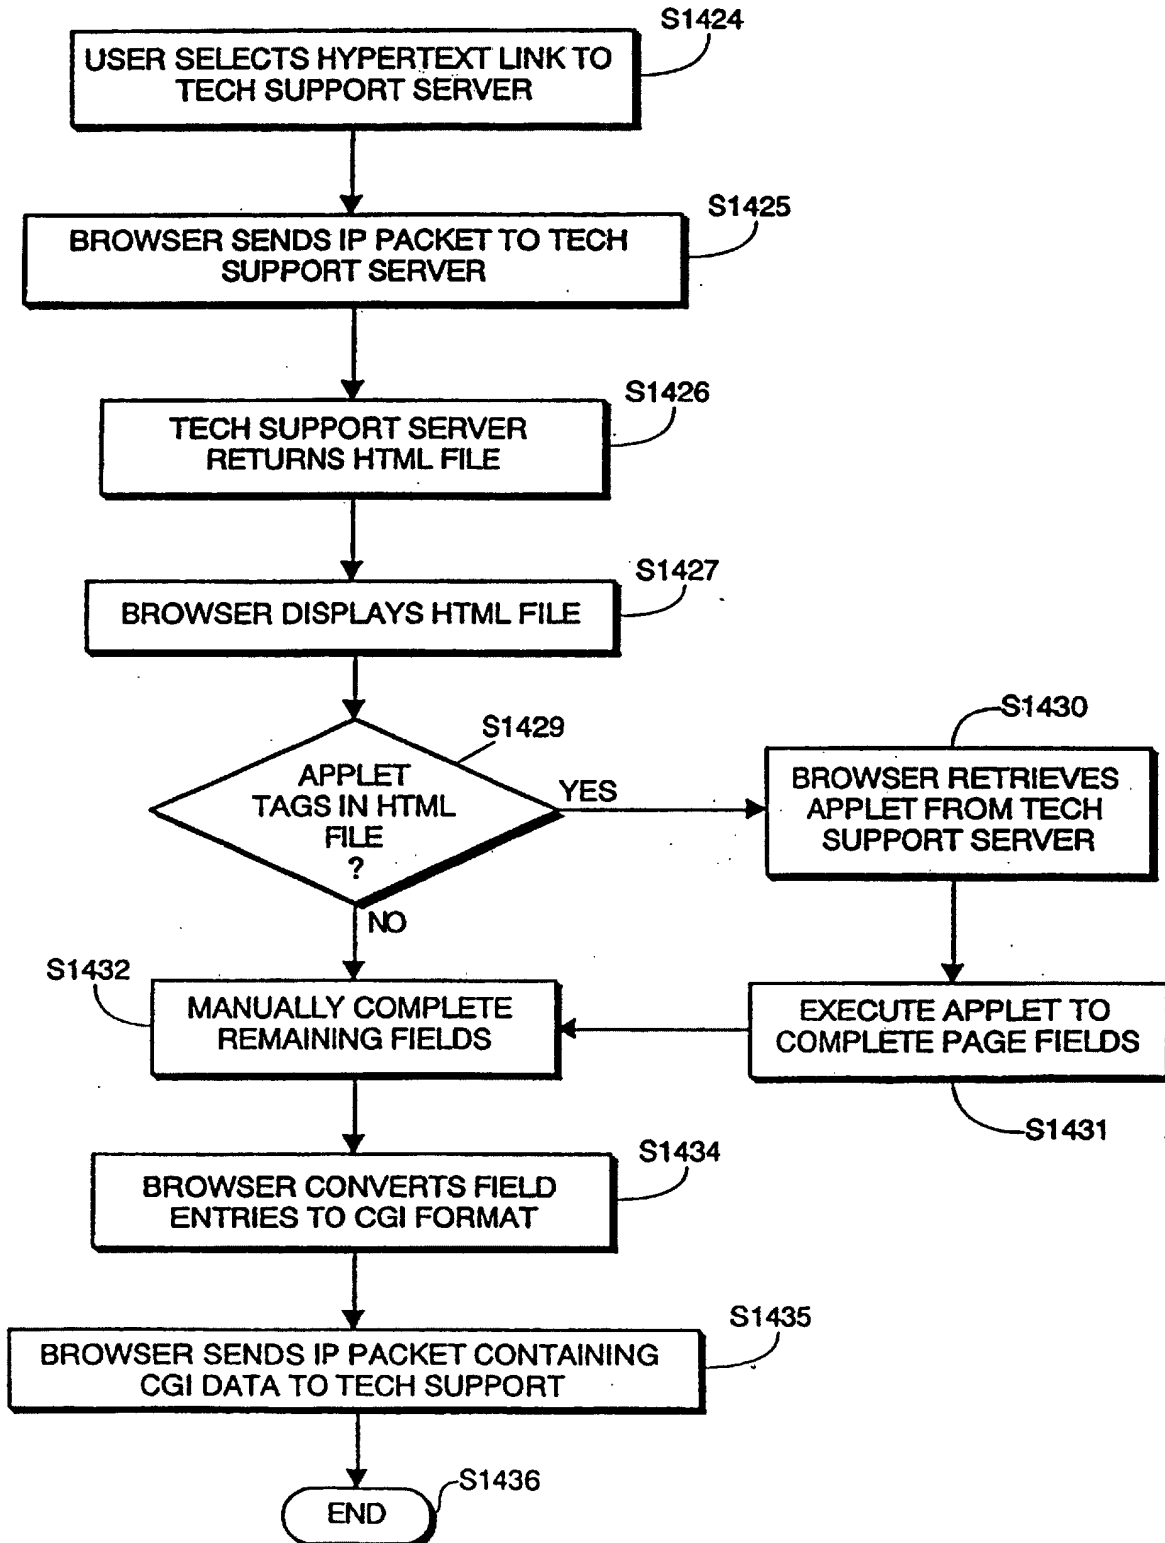 S1424
USER SELECTS HYPERTEXT LINK TO
TECH SUPPORT SERVER
S1425
BROWSER SENDS IP PACKET TO TECH
SUPPORT SERVER
S1426
TECH SUPPORT SERVER
RETURNS HTML FILE
S1427
BROWSER DISPLAYS HTML FILE
S1429
APPLET
TAGS IN HTML
FILE
?
YES
NO
S1430
BROWSER RETRIEVES
APPLET FROM TECH
SUPPORT SERVER
EXECUTE APPLET TO
COMPLETE PAGE FIELDS
S1431
S1432
MANUALLY COMPLETE
REMAINING FIELDS
S1434
BROWSER CONVERTS FIELD
ENTRIES TO CGI FORMAT
S1435
BROWSER SENDS IP PACKET CONTAINING
CGI DATA TO TECH SUPPORT
S1436
END